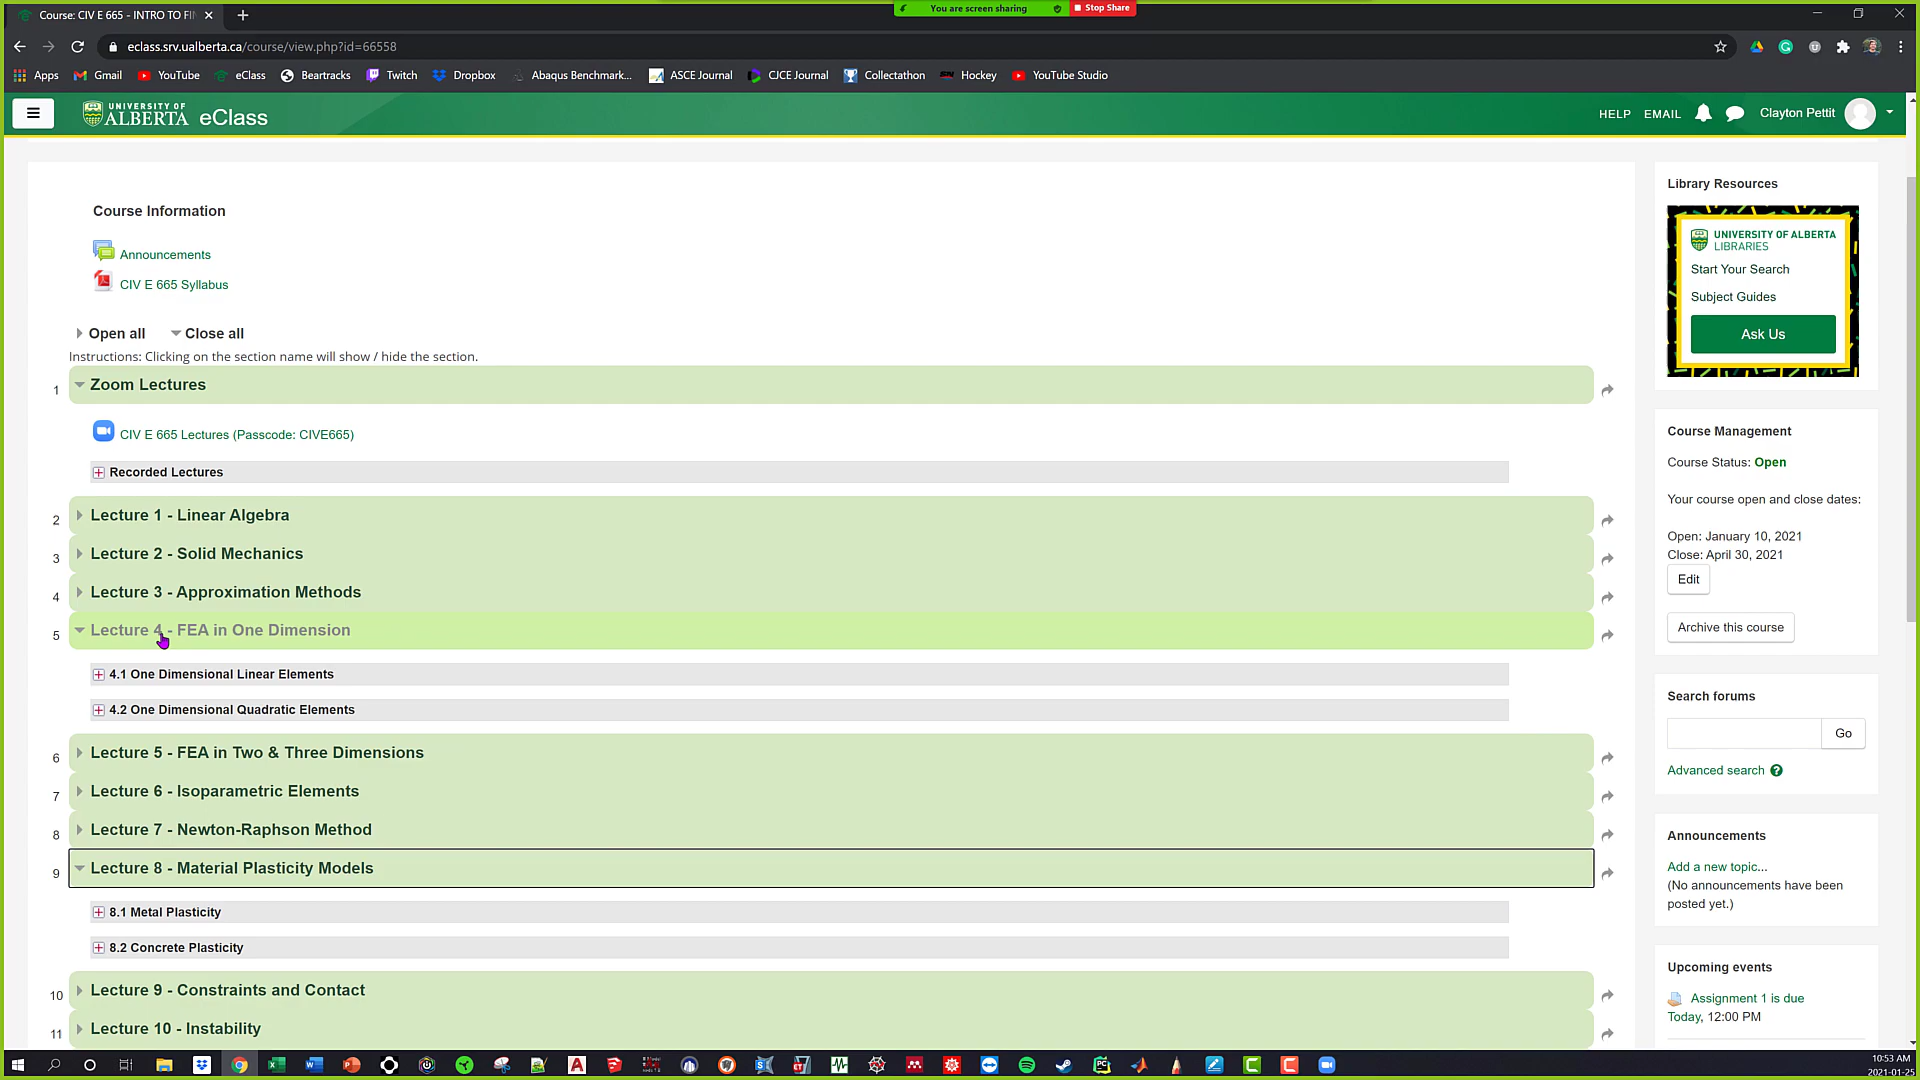 Course: CIV E 665 - INTRO TO FI
You are screen sharing
Stop Share
eclass.srv.ualberta.ca/course/view.php?id=66558
Apps Gmail YouTube eClass Beartracks Twitch Dropbox Abaqus Benchmark... ASCE Journal CJCE Journal Collectathon Hockey YouTube Studio
UNIVERSITY OF
ALBERTA eClass
HELP EMAIL Clayton Pettit
Course Information
Announcements
CIV E 665 Syllabus
Open all Close all
Instructions: Clicking on the section name will show / hide the section.
1 Zoom Lectures
CIV E 665 Lectures (Passcode: CIVE665)
Recorded Lectures
2 Lecture 1 - Linear Algebra
3 Lecture 2 - Solid Mechanics
4 Lecture 3 - Approximation Methods
5 Lecture 4 - FEA in One Dimension
4.1 One Dimensional Linear Elements
4.2 One Dimensional Quadratic Elements
6 Lecture 5 - FEA in Two & Three Dimensions
7 Lecture 6 - Isoparametric Elements
8 Lecture 7 - Newton-Raphson Method
9 Lecture 8 - Material Plasticity Models
8.1 Metal Plasticity
8.2 Concrete Plasticity
10 Lecture 9 - Constraints and Contact
11 Lecture 10 - Instability
Library Resources
UNIVERSITY OF ALBERTA
LIBRARIES
Start Your Search
Subject Guides
Ask Us
Course Management
Course Status: Open
Your course open and close dates:
Open: January 10, 2021
Close: April 30, 2021
Edit
Archive this course
Search forums
Go
Advanced search
Announcements
Add a new topic...
(No announcements have been
posted yet.)
Upcoming events
Assignment 1 is due
Today, 12:00 PM
10:53 AM
2021-01-25